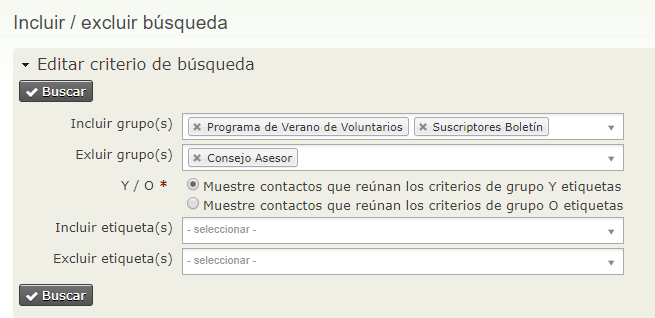 Incluir / excluir búsqueda
Editar criterio de búsqueda
Buscar
Incluir grupo(s) Programa de Verano de Voluntarios Suscriptores Boletín
Exluir grupo(s) Consejo Asesor
Y / O * Muestre contactos que reúnan los criterios de grupo Y etiquetas
Muestre contactos que reúnan los criterios de grupo O etiquetas
Incluir etiqueta(s) - seleccionar -
Excluir etiqueta(s) - seleccionar -
Buscar